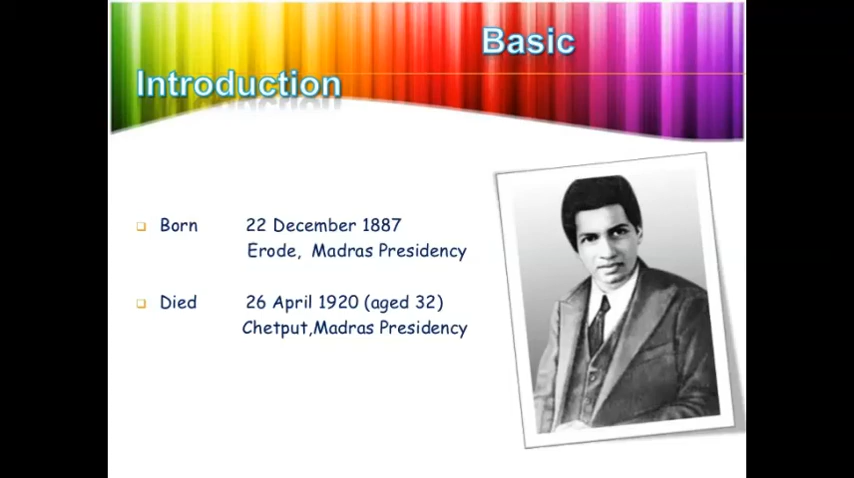 Basic
Introduction
Born 22 December 1887
Erode, Madras Presidency
Died 26 April 1920 (aged 32)
Chetput,Madras Presidency